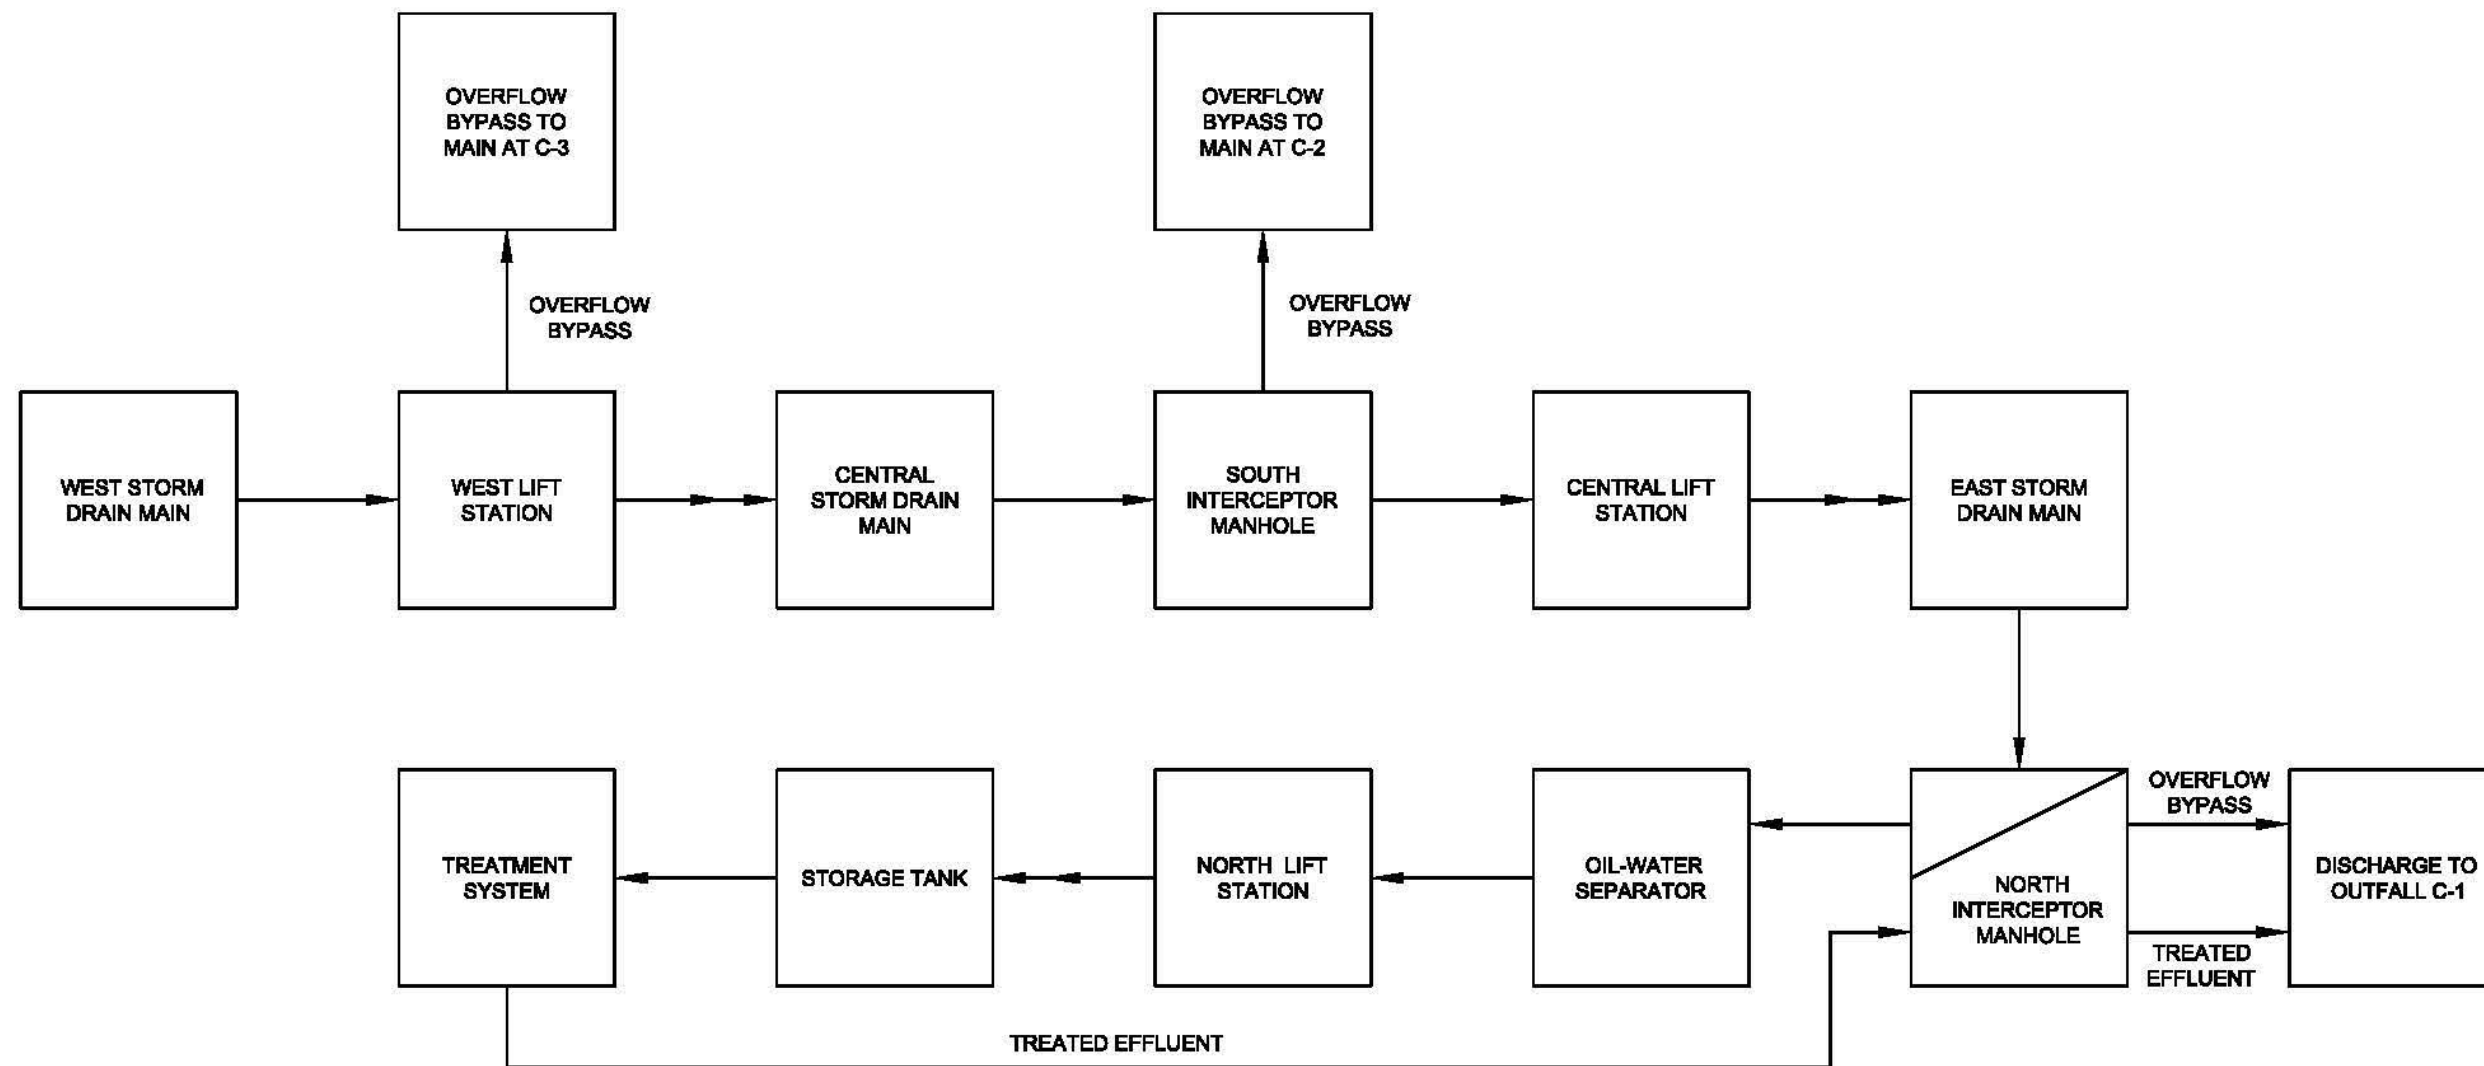 OVERFLOW
BYPASS TO
MAIN AT C-3
OVERFLOW
BYPASS TO
MAIN AT C-2
OVERFLOW
BYPASS
OVERFLOW
BYPASS
WEST STORM
DRAIN MAIN
WEST LIFT
STATION
CENTRAL
STORM DRAIN
MAIN
SOUTH
INTERCEPTOR
MANHOLE
CENTRAL LIFT
STATION
EAST STORM
DRAIN MAIN
TREATMENT
SYSTEM
STORAGE TANK
NORTH LIFT
STATION
OIL-WATER
SEPARATOR
NORTH
INTERCEPTOR
MANHOLE
OVERFLOW
BYPASS
TREATED
EFFLUENT
DISCHARGE TO
OUTFALL C-1
TREATED EFFLUENT